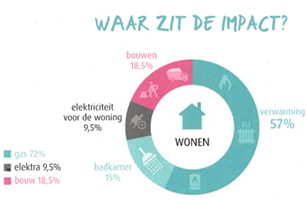 WAAR ZIT DE IMPACT?
bouwen
18,5%
elektriciteit
voor de woning
9,5%
verwarming
57%
WONEN
badkamer
15%
gas 72%
elektra 9,5%
bouw 18,5%